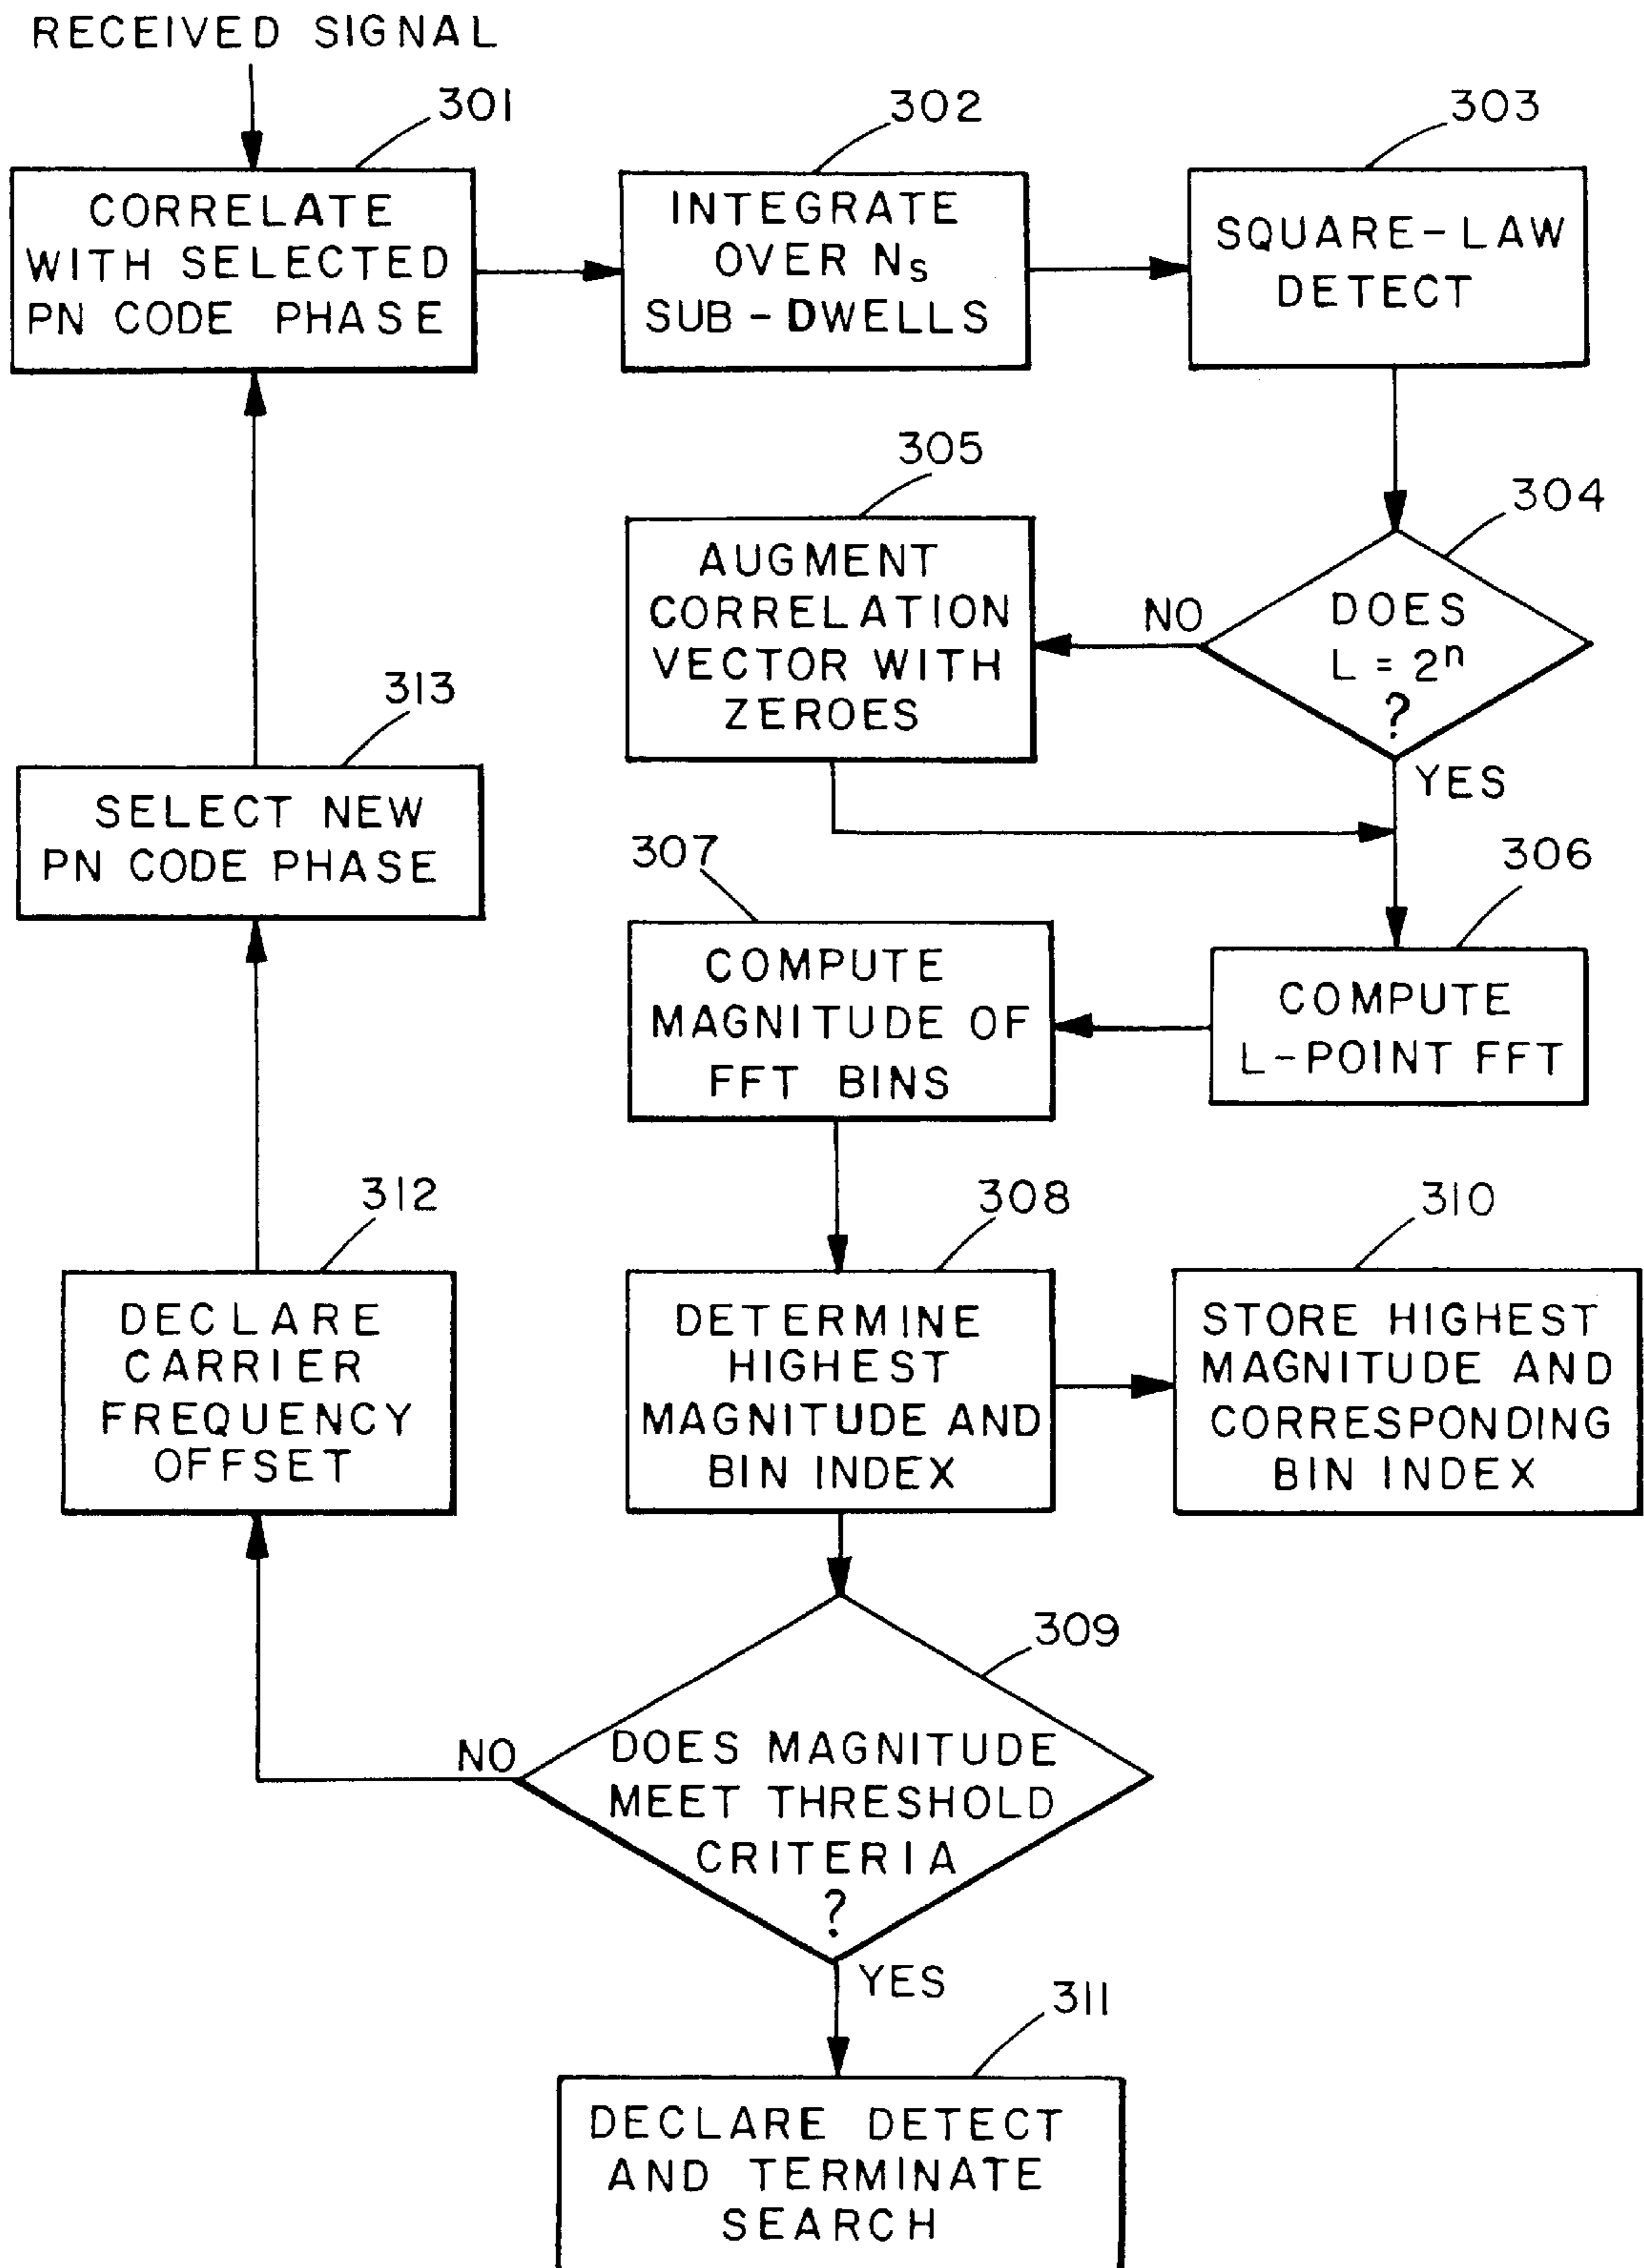 RECEIVED SIGNAL
301
CORRELATE
WITH SELECTED
PN CODE PHASE
302
INTEGRATE
OVER Ns
SUB-DWELLS
303
SQUARE-LAW
DETECT
304
DOES
L = 2ⁿ
?
NO
YES
305
AUGMENT
CORRELATION
VECTOR WITH
ZEROES
306
COMPUTE
L-POINT FFT
307
COMPUTE
MAGNITUDE OF
FFT BINS
308
DETERMINE
HIGHEST
MAGNITUDE AND
BIN INDEX
310
STORE HIGHEST
MAGNITUDE AND
CORRESPONDING
BIN INDEX
309
DOES MAGNITUDE
MEET THRESHOLD
CRITERIA
?
NO
YES
311
DECLARE DETECT
AND TERMINATE
SEARCH
312
DECLARE
CARRIER
FREQUENCY
OFFSET
313
SELECT NEW
PN CODE PHASE